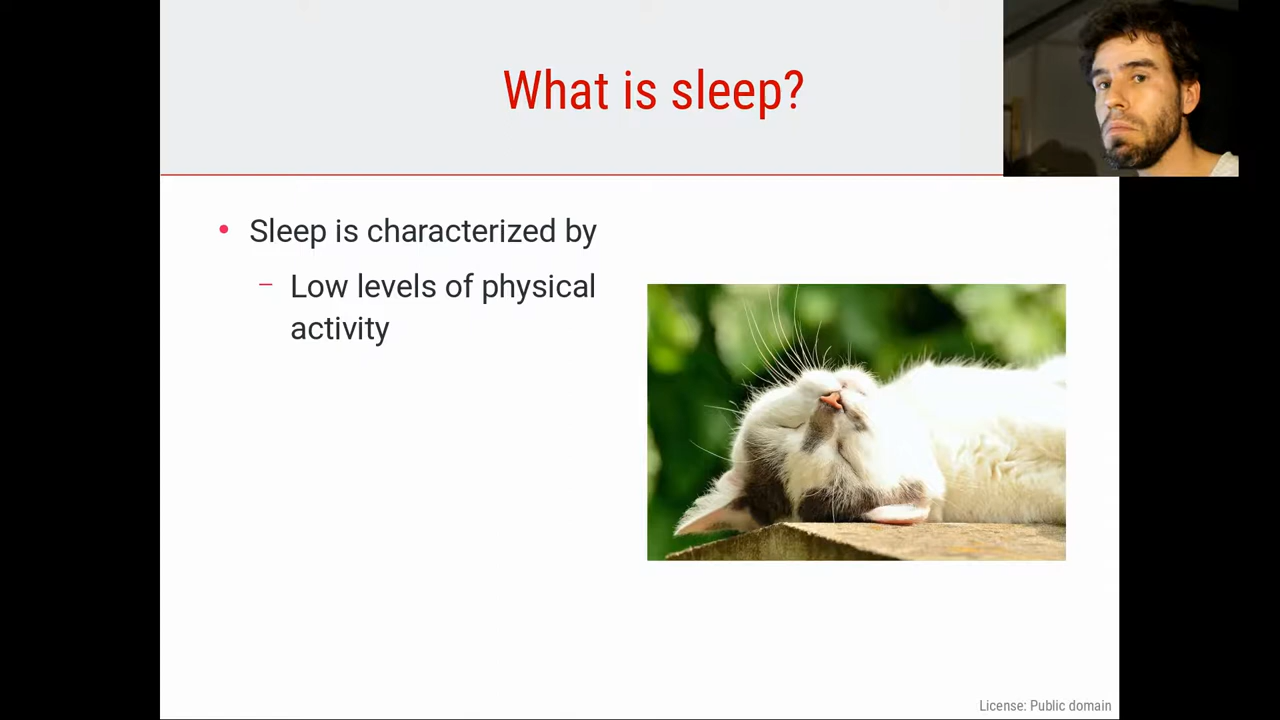 What is sleep?
• Sleep is characterized by
– Low levels of physical
activity
License: Public domain